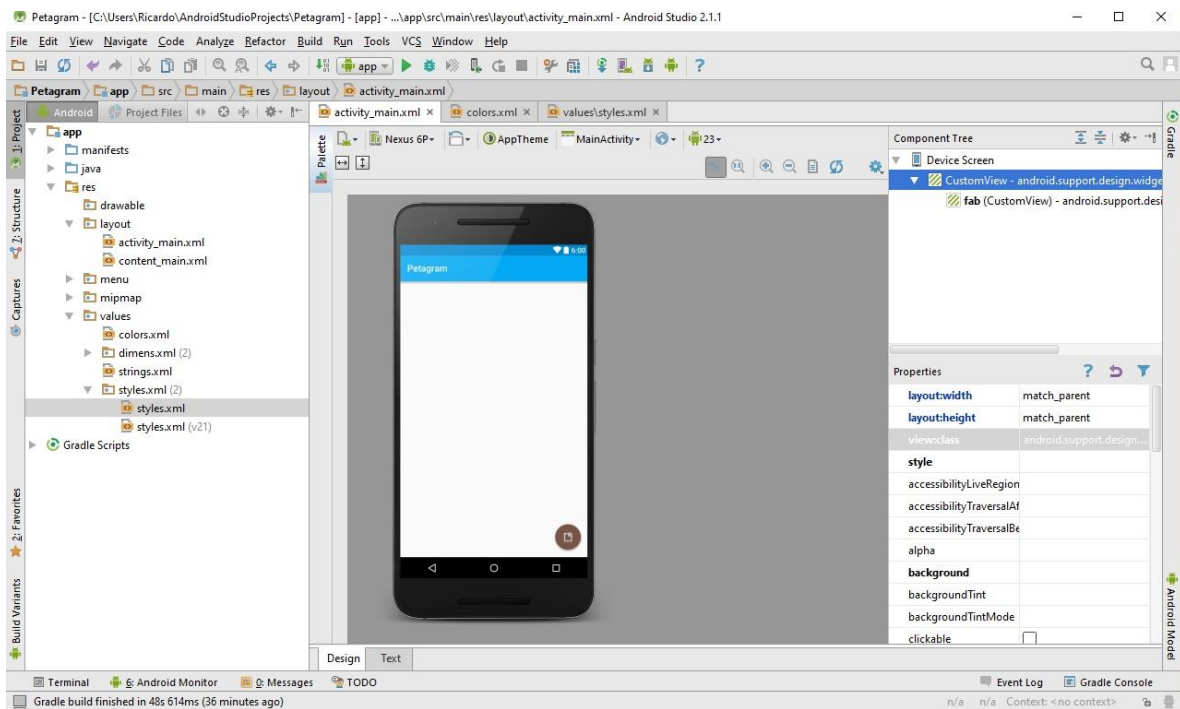 Petagram - [C:\Users\Ricardo\AndroidStudioProjects\Petagram] - [app] - ...\app\src\main\res\layout\activity_main.xml - Android Studio 2.1.1
File Edit View Navigate Code Analyze Refactor Build Run Tools VCS Window Help
app
Petagram app src main res layout activity_main.xml
Android Project Files
activity_main.xml colors.xml values\styles.xml
1: Project
7: Structure
Captures
2: Favorites
Build Variants
app
manifests
java
res
drawable
layout
activity_main.xml
content_main.xml
menu
mipmap
values
colors.xml
dimens.xml (2)
strings.xml
styles.xml (2)
styles.xml
styles.xml (v21)
Gradle Scripts
Palette
Nexus 6P AppTheme MainActivity 23
6:00
Petagram
Component Tree
Device Screen
CustomView - android.support.design.widge
fab (CustomView) - android.support.desi
Properties
layout:width match_parent
layout:height match_parent
view:class android.support.design....
style
accessibilityLiveRegion
accessibilityTraversalAf
accessibilityTraversalBe
alpha
background
backgroundTint
backgroundTintMode
clickable
Gradle
Android Model
Design Text
Terminal 6: Android Monitor 0: Messages TODO Event Log Gradle Console
Gradle build finished in 48s 614ms (36 minutes ago) n/a n/a Context: <no context>